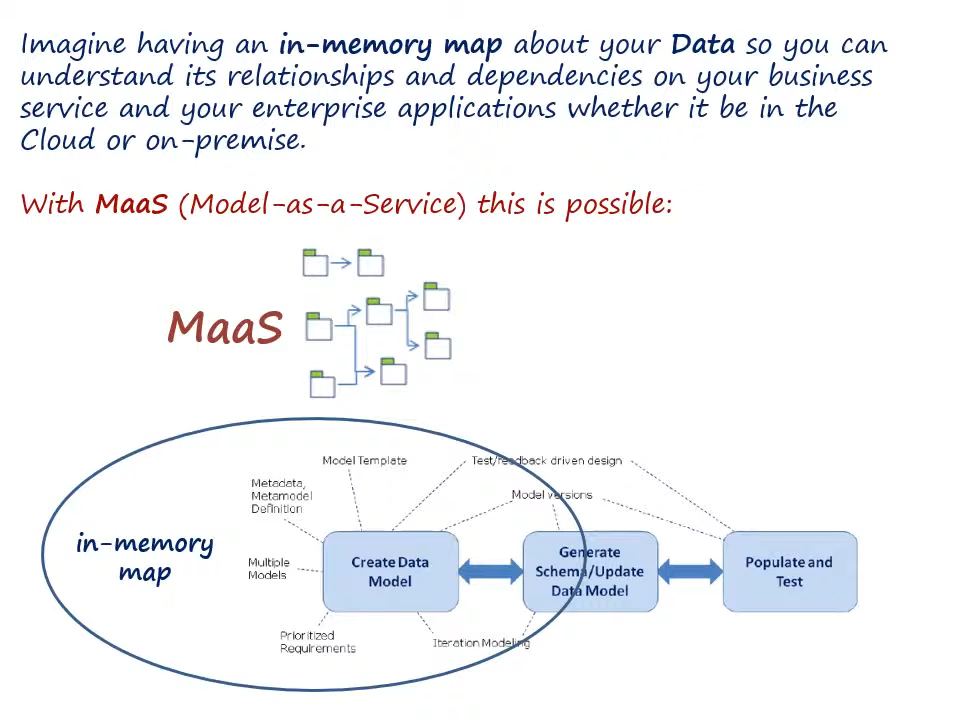 Imagine having an in-memory map about your Data so you can
understand its relationships and dependencies on your business
service and your enterprise applications whether it be in the
Cloud or on-premise.
With MaaS (Model-as-a-Service) this is possible:
MaaS
Model Template
Test/feedback driven design
Metadata,
Metamodel
Definition
Model versions
in-memory
map
Multiple
Models
Create Data
Model
Generate
Schema/Update
Data Model
Populate and
Test
Prioritized
Requirements
Iteration Modeling